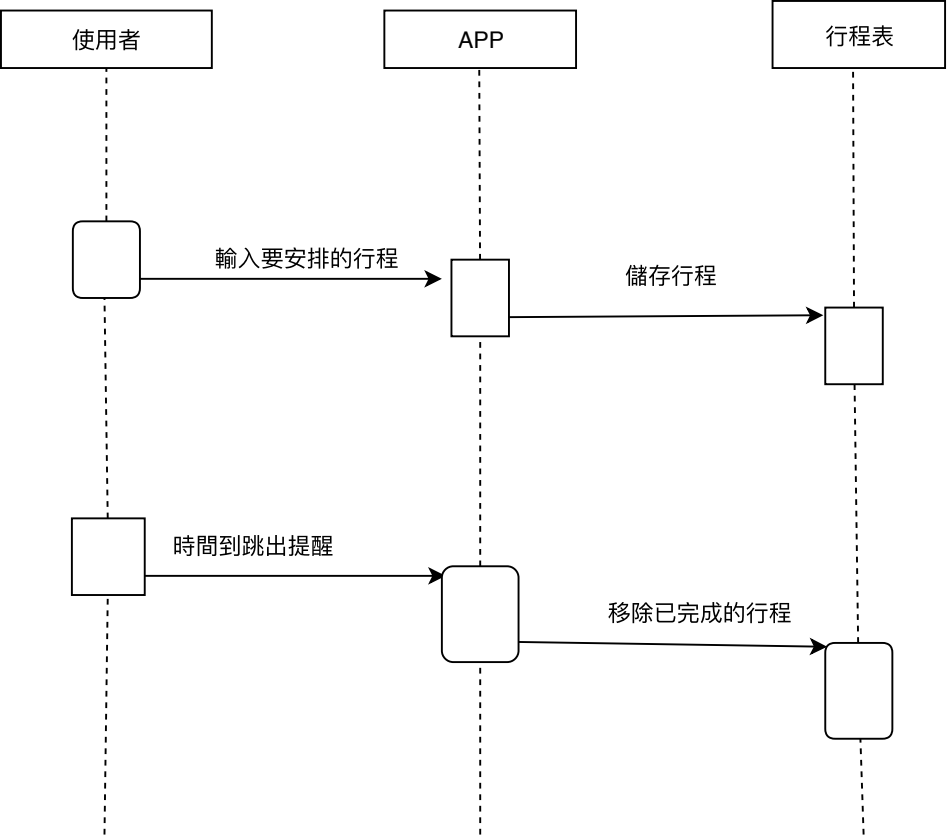 使用者
APP
行程表
輸入要安排的行程
儲存行程
時間到跳出提醒
移除已完成的行程